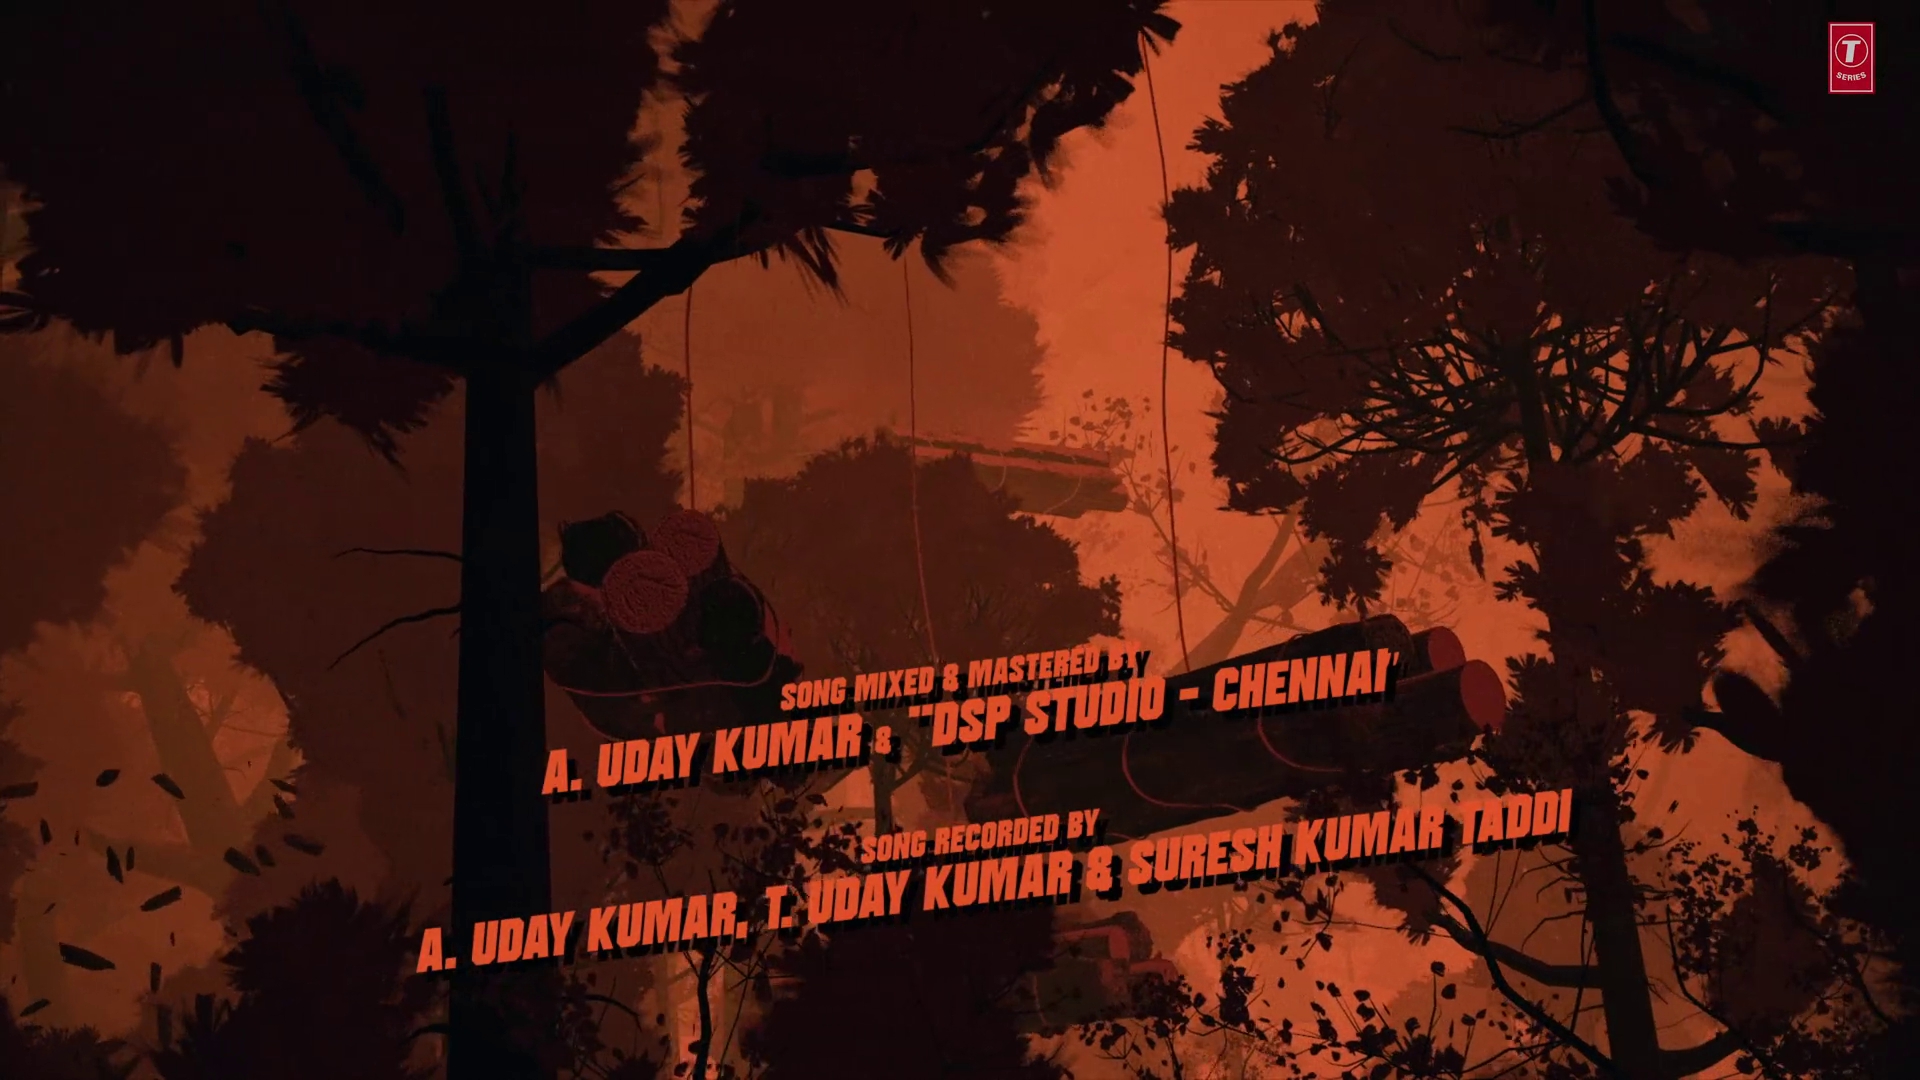 T
SERIES
SONG MIXED & MASTERED BY
A. UDAY KUMAR & "DSP STUDIO - CHENNAI"
SONG RECORDED BY
A. UDAY KUMAR, T. UDAY KUMAR & SURESH KUMAR TADDI